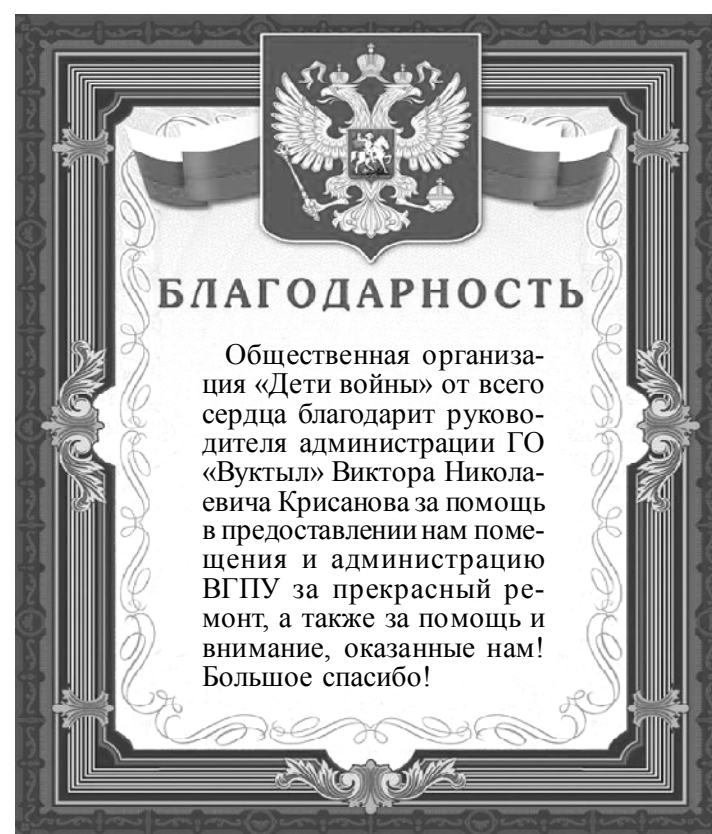 БЛАГОДАРНОСТЬ
Общественная организа-
ция «Дети войны» от всего
сердца благодарит руково-
дителя администрации ГО
«Вуктыл» Виктора Никола-
евича Крисанова за помощь
в предоставлении нам поме-
щения и администрацию
ВГПУ за прекрасный ре-
монт, а также за помощь и
внимание, оказанные нам!
Большое спасибо!